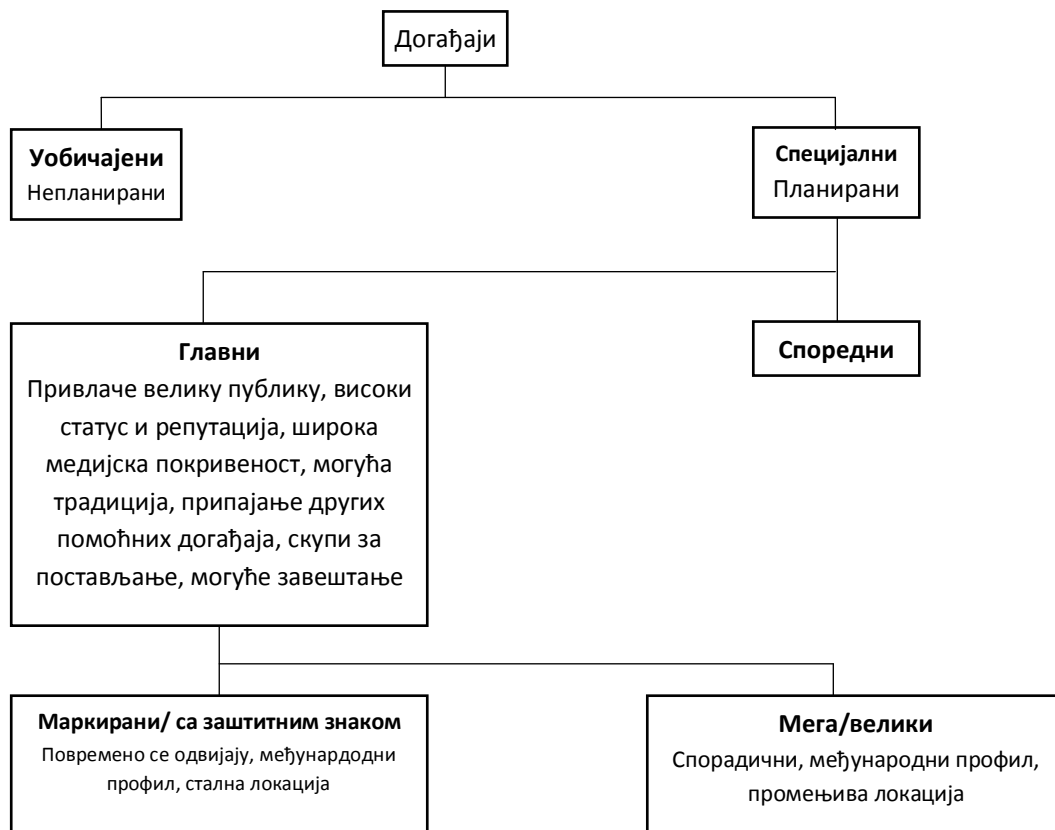 Догађаји
Уобичајени
Непланирани
Специјални
Планирани
Главни
Привлаче велику публику, високи
статус и репутација, широка
медијска покривеност, могућа
традиција, припајање других
помоћних догађаја, скупи за
постављање, могуће завештање
Споредни
Маркирани/ са заштитним знаком
Повремено се одвијају, међунардодни
профил, стална локација
Мега/велики
Спорадични, међународни профил,
промењива локација